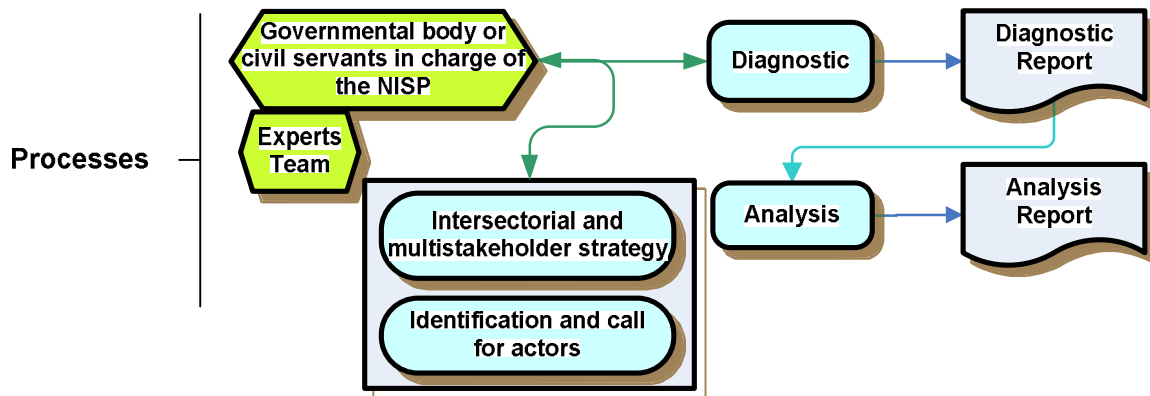 Processes
Governmental body or
civil servants in charge of
the NISP
Experts
Team
Diagnostic
Diagnostic
Report
Intersectorial and
multistakeholder strategy
Identification and call
for actors
Analysis
Analysis
Report